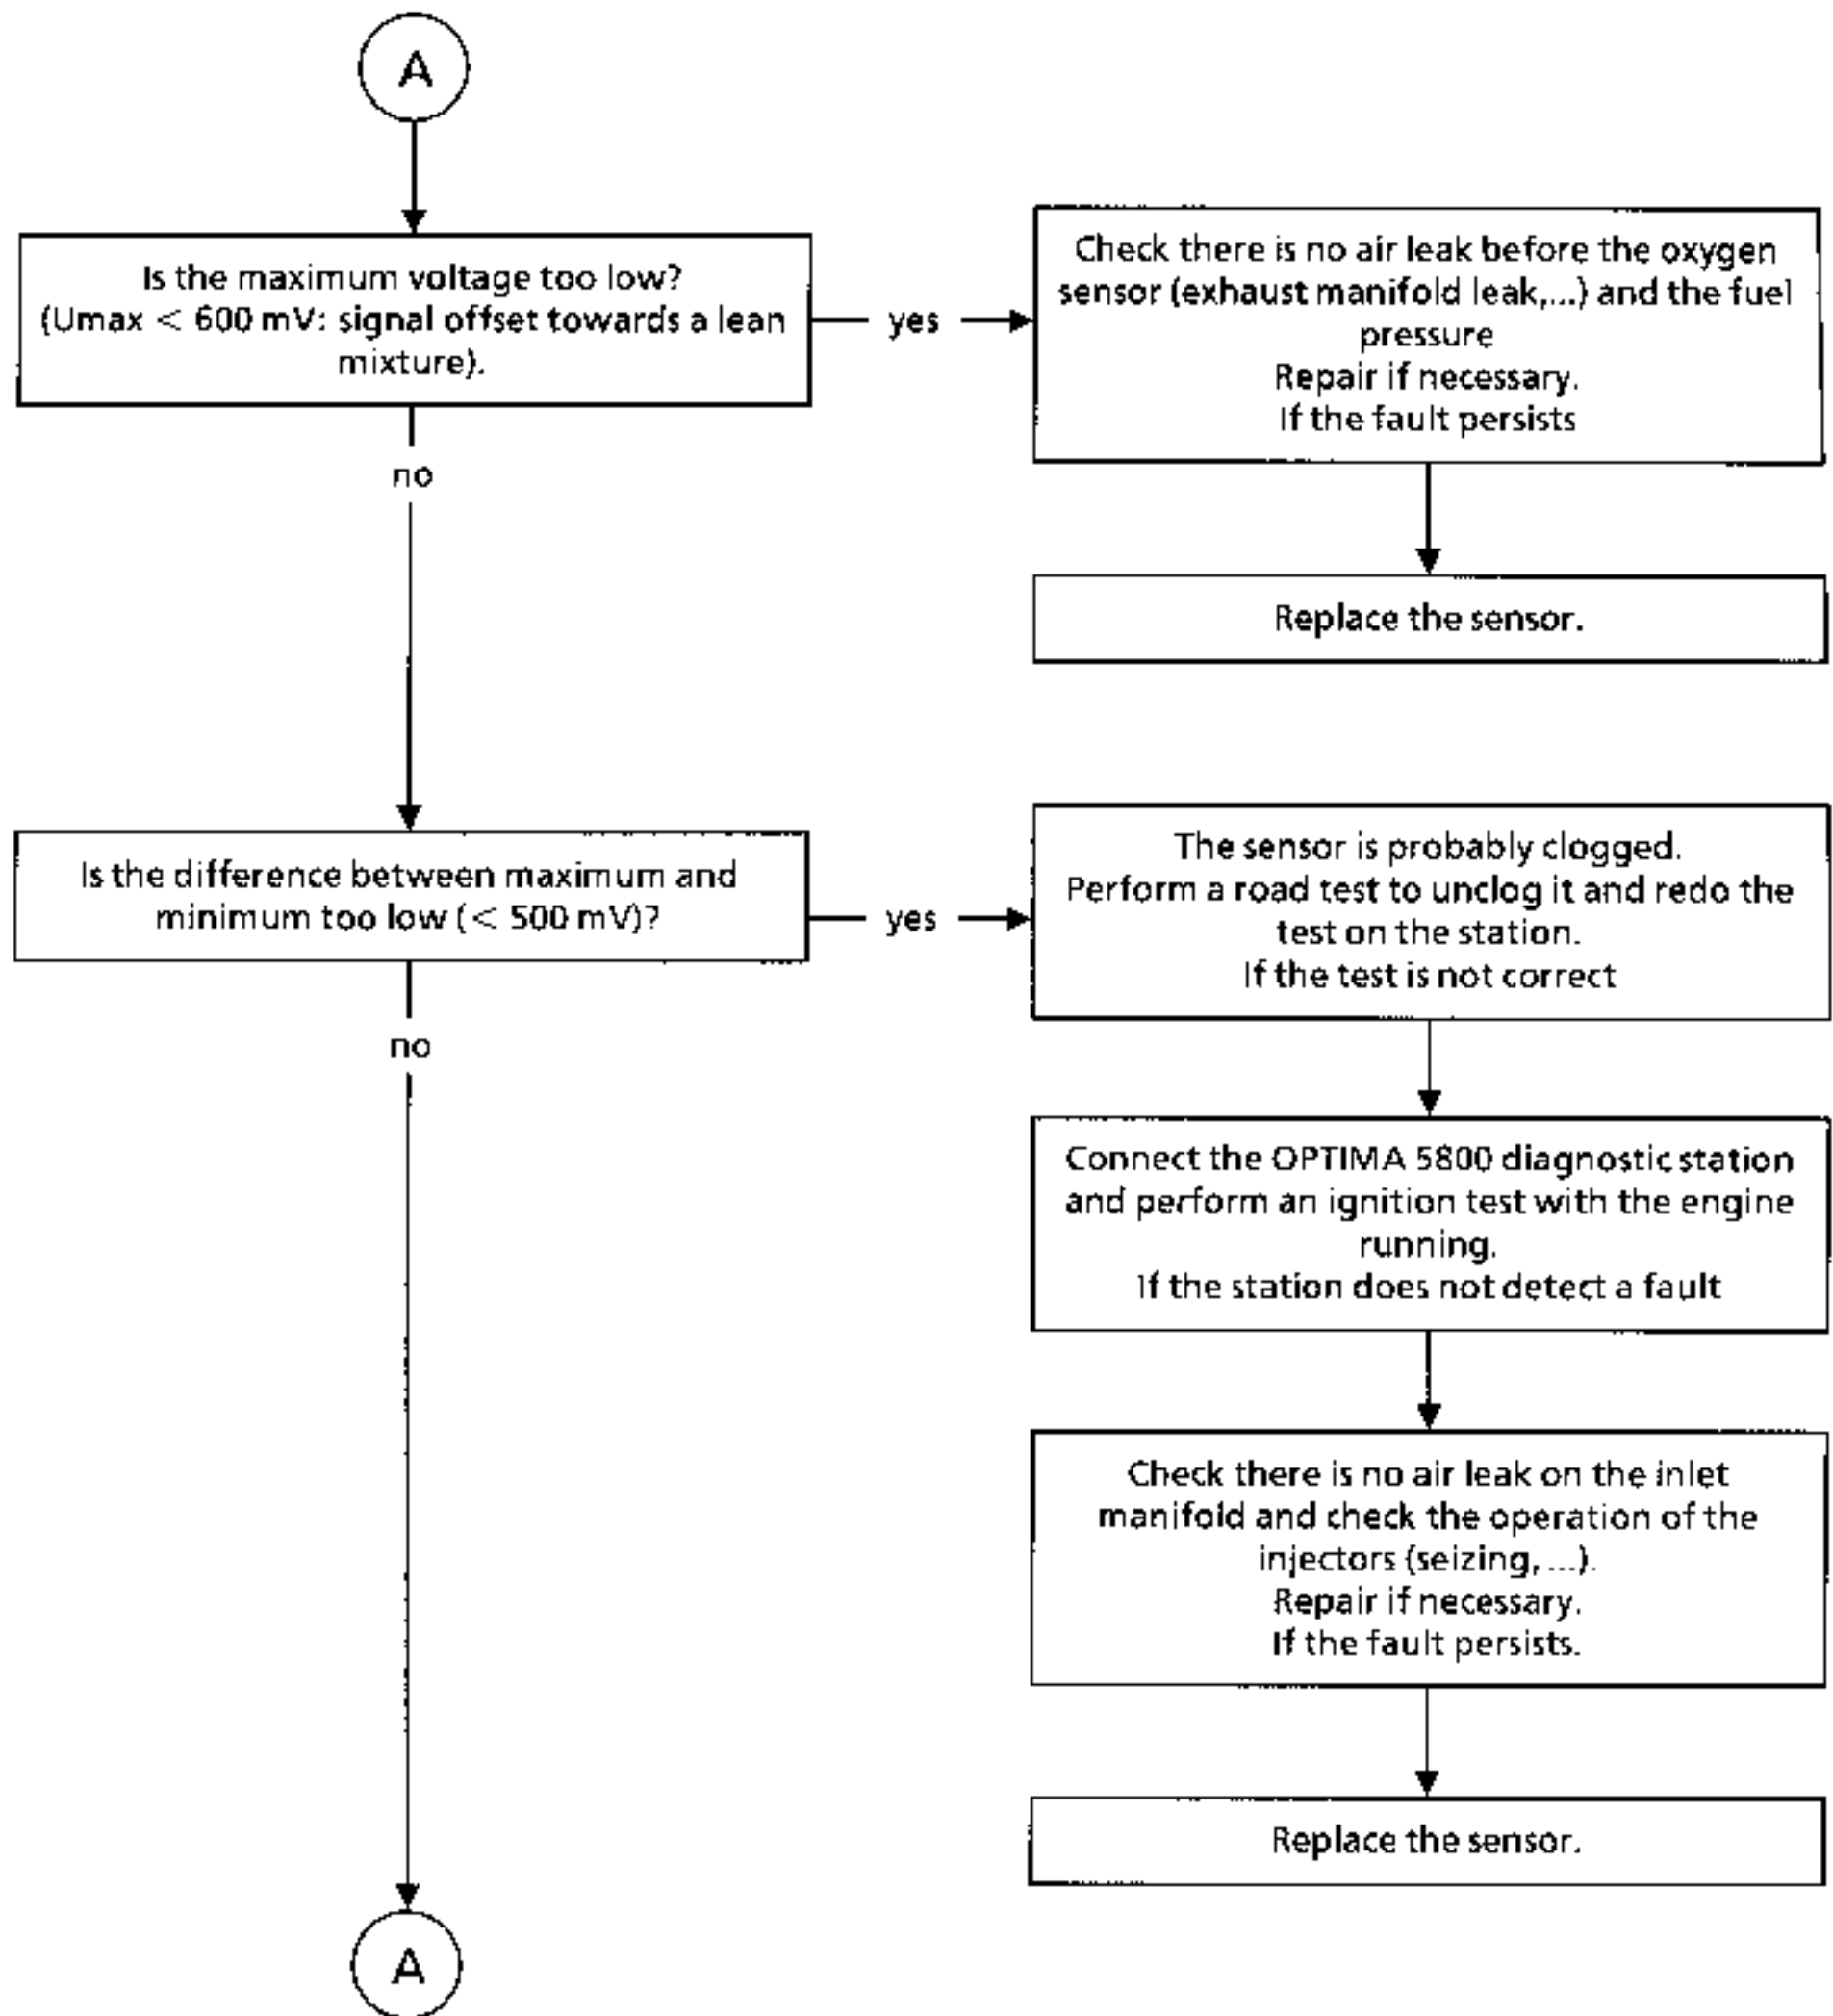 A
Is the maximum voltage too low?
(Umax < 600 mV: signal offset towards a lean
mixture).
yes
Check there is no air leak before the oxygen
sensor (exhaust manifold leak,...) and the fuel
pressure
Repair if necessary.
If the fault persists
no
Replace the sensor.
Is the difference between maximum and
minimum too low (< 500 mV)?
yes
The sensor is probably clogged.
Perform a road test to unclog it and redo the
test on the station.
If the test is not correct
no
Connect the OPTIMA 5800 diagnostic station
and perform an ignition test with the engine
running.
If the station does not detect a fault
Check there is no air leak on the inlet
manifold and check the operation of the
injectors (seizing, ...).
Repair if necessary.
If the fault persists.
Replace the sensor.
A